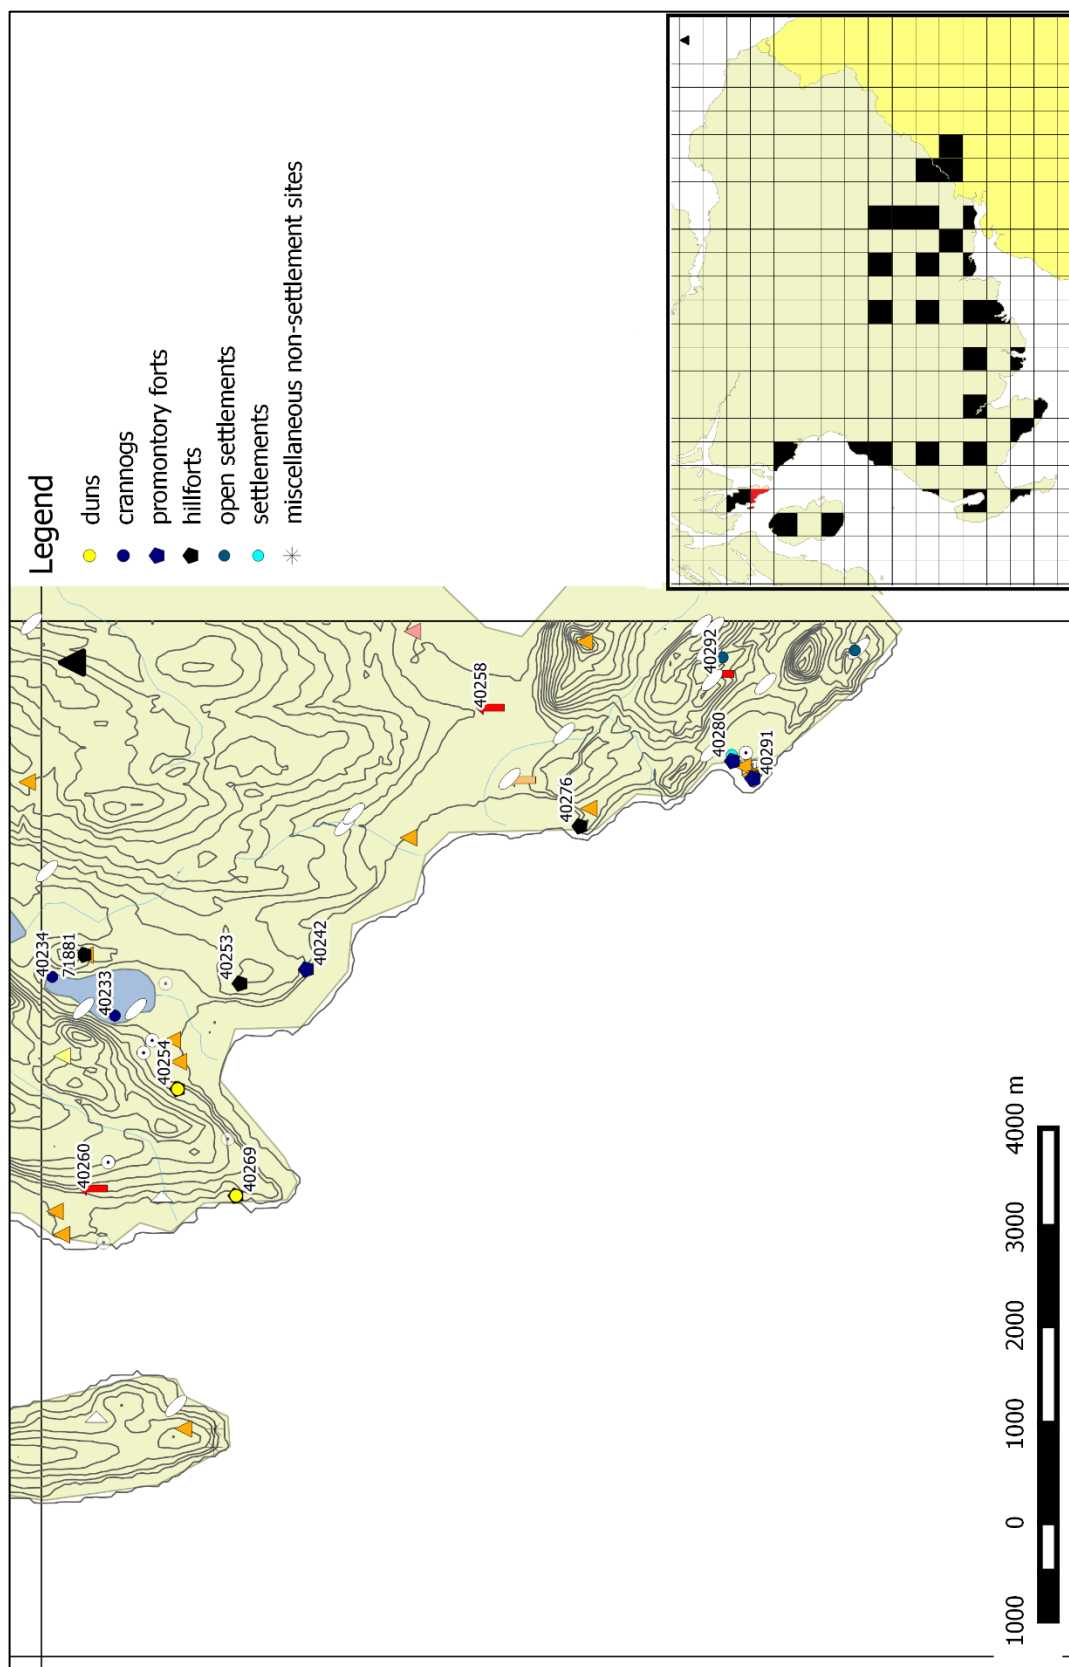 Legend
duns
crannogs
promontory forts
hillforts
open settlements
settlements
miscellaneous non-settlement sites
40234
71881
40233
40254
40260
40269
40253
40242
40258
40276
40292
40280
40291
1000 0 1000 2000 3000 4000 m